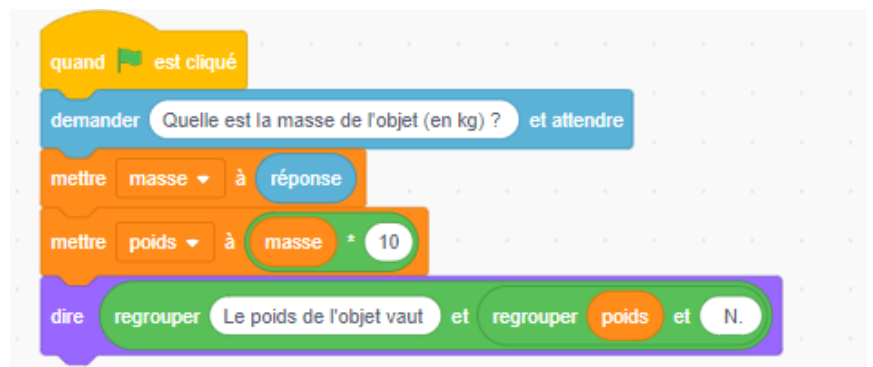 quand est cliqué
demander Quelle est la masse de l'objet (en kg) ? et attendre
mettre masse à réponse
mettre poids à masse * 10
dire regrouper Le poids de l'objet vaut et regrouper poids et N.